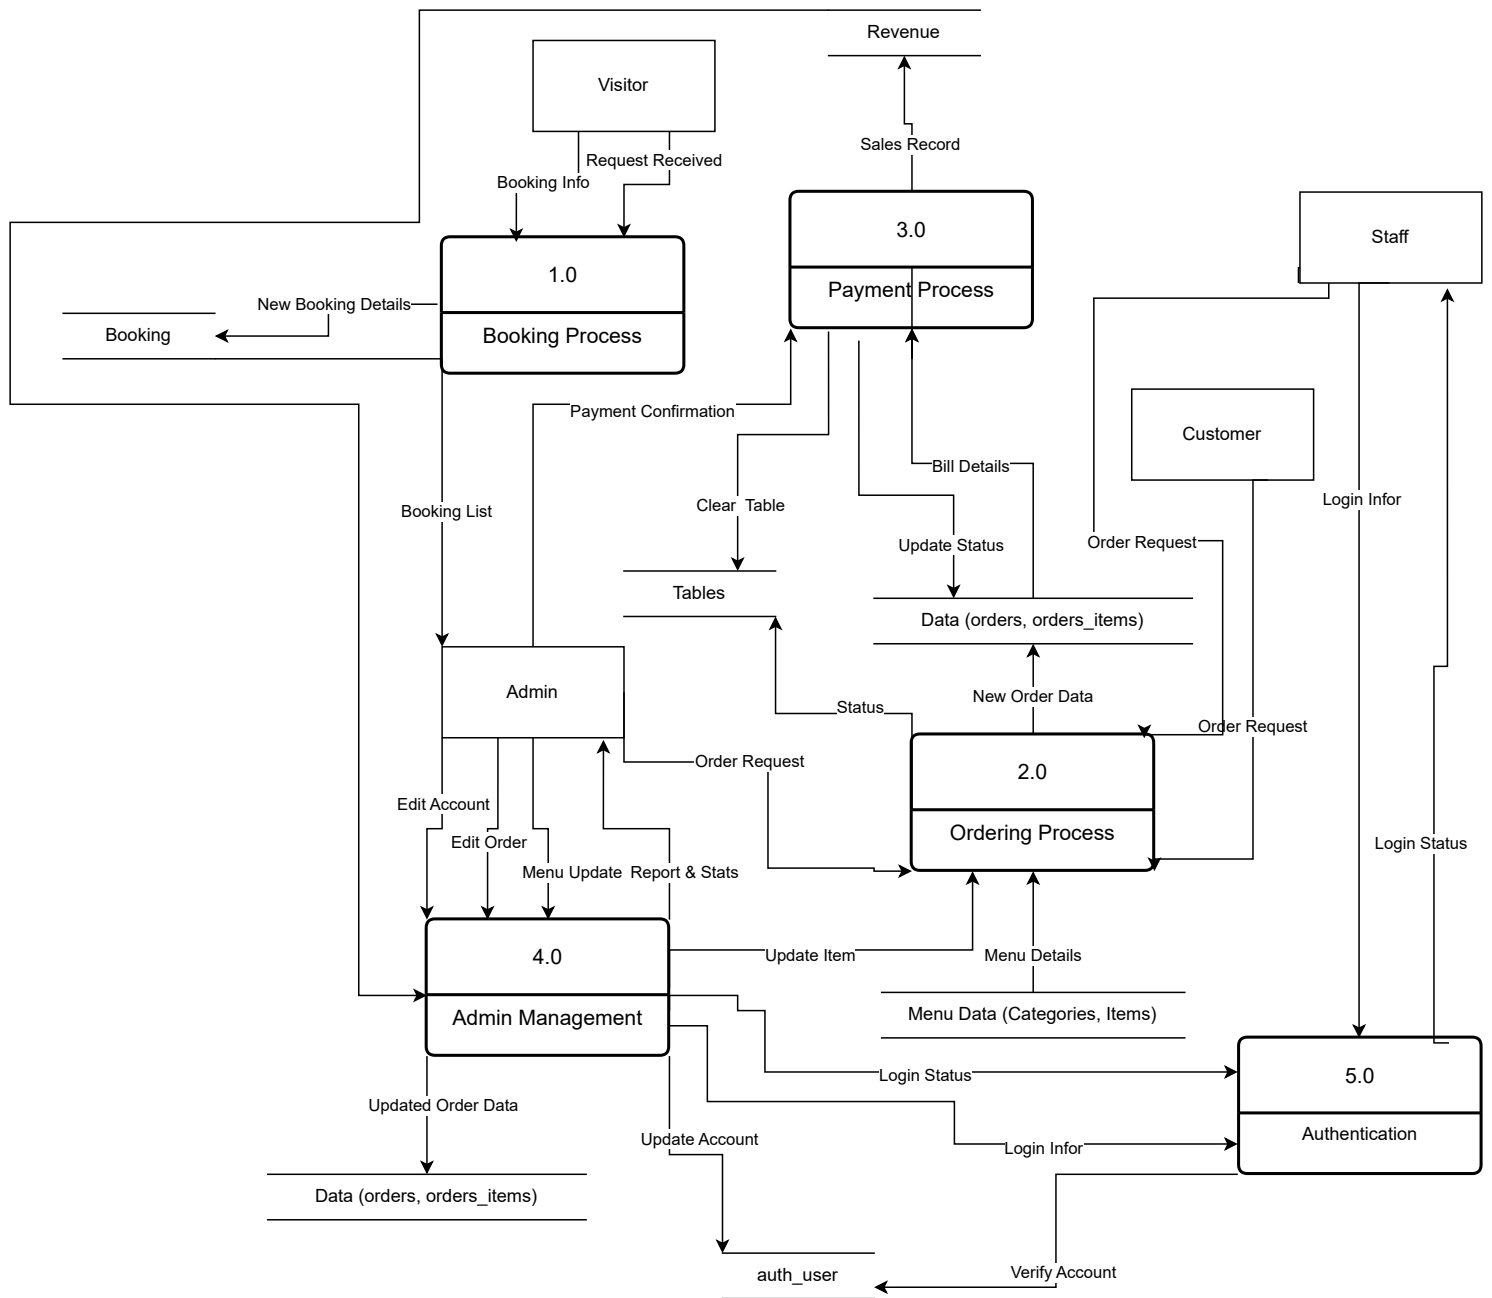 Revenue
Visitor
Sales Record
Request Received
Booking Info
3.0
Payment Process
Staff
1.0
Booking Process
New Booking Details
Booking
Payment Confirmation
Customer
Bill Details
Login Infor
Clear  Table
Booking List
Update Status
Order Request
Tables
Data (orders, orders_items)
Admin
New Order Data
Status
Order Request
Order Request
2.0
Ordering Process
Edit Account
Edit Order
Menu Update
Report & Stats
Login Status
4.0
Admin Management
Update Item
Menu Details
Menu Data (Categories, Items)
Login Status
5.0
Authentication
Updated Order Data
Update Account
Login Infor
Data (orders, orders_items)
auth_user
Verify Account